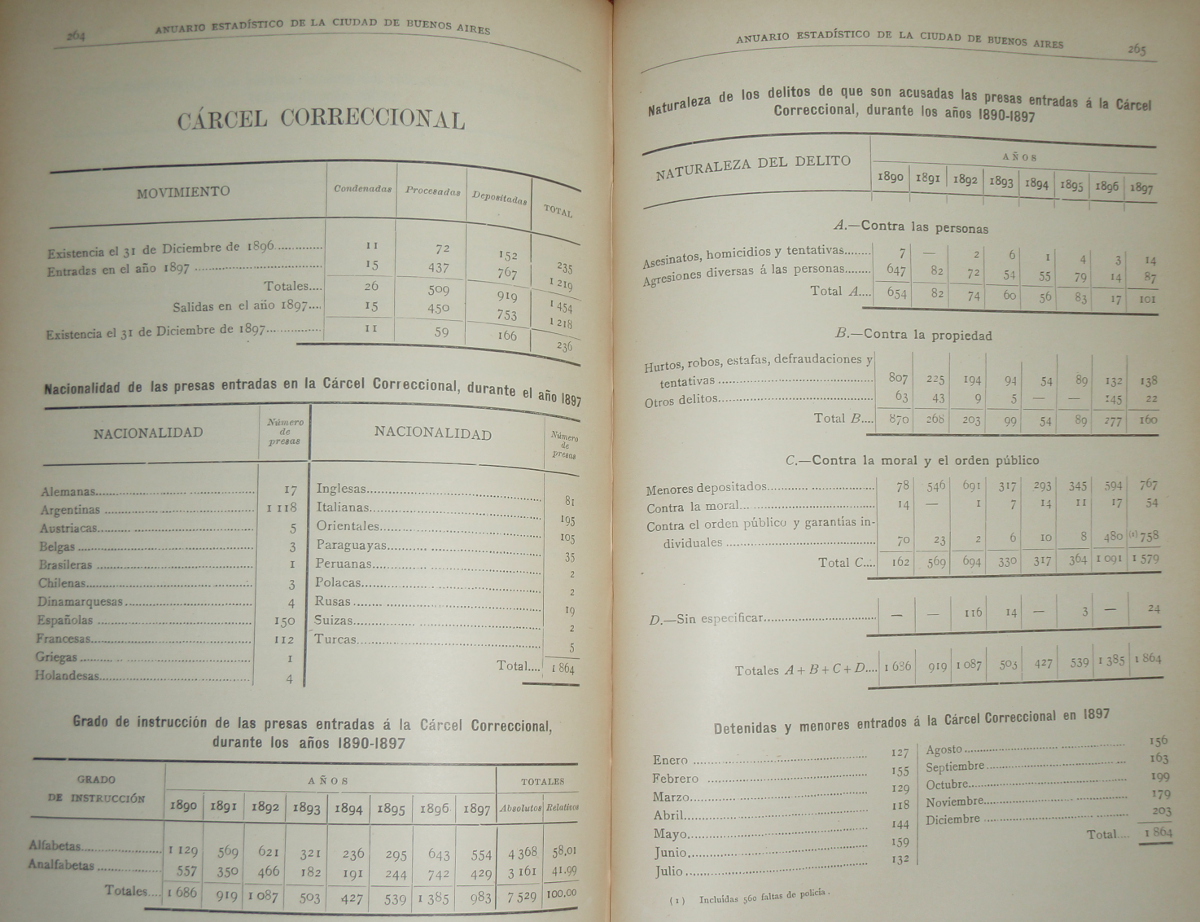 264
ANUARIO ESTADÍSTICO DE LA CIUDAD DE BUENOS AIRES
CÁRCEL CORRECCIONAL
MOVIMIENTO Condenadas Procesadas Depositadas TOTAL
Existencia el 31 de Diciembre de 1896 11 72 152 235
Entradas en el año 1897 15 437 767 1 219
Totales 26 509 919 1 454
Salidas en el año 1897 15 450 753 1 218
Existencia el 31 de Diciembre de 1897 11 59 166 236
Nacionalidad de las presas entradas en la Cárcel Correccional, durante el año 1897
NACIONALIDAD Número de presas NACIONALIDAD Número de presas
Alemanas 17 Inglesas 81
Argentinas 1 118 Italianas 195
Austriacas 5 Orientales 105
Belgas 3 Paraguayas 35
Brasileras 1 Peruanas 2
Chilenas 3 Polacas 2
Dinamarquesas 4 Rusas 19
Españolas 150 Suizas 2
Francesas 112 Turcas 5
Griegas 1 Total 1 864
Holandesas 4
Grado de instrucción de las presas entradas á la Cárcel Correccional,
durante los años 1890-1897
GRADO DE INSTRUCCIÓN AÑOS TOTALES
1890 1891 1892 1893 1894 1895 1896 1897 Absolutos Relativos
Alfabetas 1 129 569 621 321 236 295 643 554 4 368 58,01
Analfabetas 557 350 466 182 191 244 742 429 3 161 41,99
Totales 1 686 919 1 087 503 427 539 1 385 983 7 529 100,00
ANUARIO ESTADÍSTICO DE LA CIUDAD DE BUENOS AIRES
265
Naturaleza de los delitos de que son acusadas las presas entradas á la Cárcel
Correccional, durante los años 1890-1897
NATURALEZA DEL DELITO AÑOS
1890 1891 1892 1893 1894 1895 1896 1897
A.—Contra las personas
Asesinatos, homicidios y tentativas 7 — 2 6 1 4 3 14
Agresiones diversas á las personas 647 82 72 54 55 79 14 87
Total A 654 82 74 60 56 83 17 101
B.—Contra la propiedad
Hurtos, robos, estafas, defraudaciones y
tentativas 807 225 194 94 54 89 132 138
Otros delitos 63 43 9 5 — — 145 22
Total B 870 268 203 99 54 89 277 160
C.—Contra la moral y el orden público
Menores depositados 78 546 691 317 293 345 594 767
Contra la moral 14 — 1 7 14 11 17 54
Contra el orden público y garantías in-
dividuales 70 23 2 6 10 8 480 (1) 758
Total C 162 569 694 330 317 364 1 091 1 579
D.—Sin especificar — — 116 14 — 3 — 24
Totales A + B + C + D 1 686 919 1 087 503 427 539 1 385 1 864
Detenidas y menores entrados á la Cárcel Correccional en 1897
Enero 127 Agosto 156
Febrero 155 Septiembre 163
Marzo 129 Octubre 199
Abril 118 Noviembre 179
Mayo 144 Diciembre 203
Junio 159 Total 1 864
Julio 132
(1) Incluidas 560 faltas de policía.